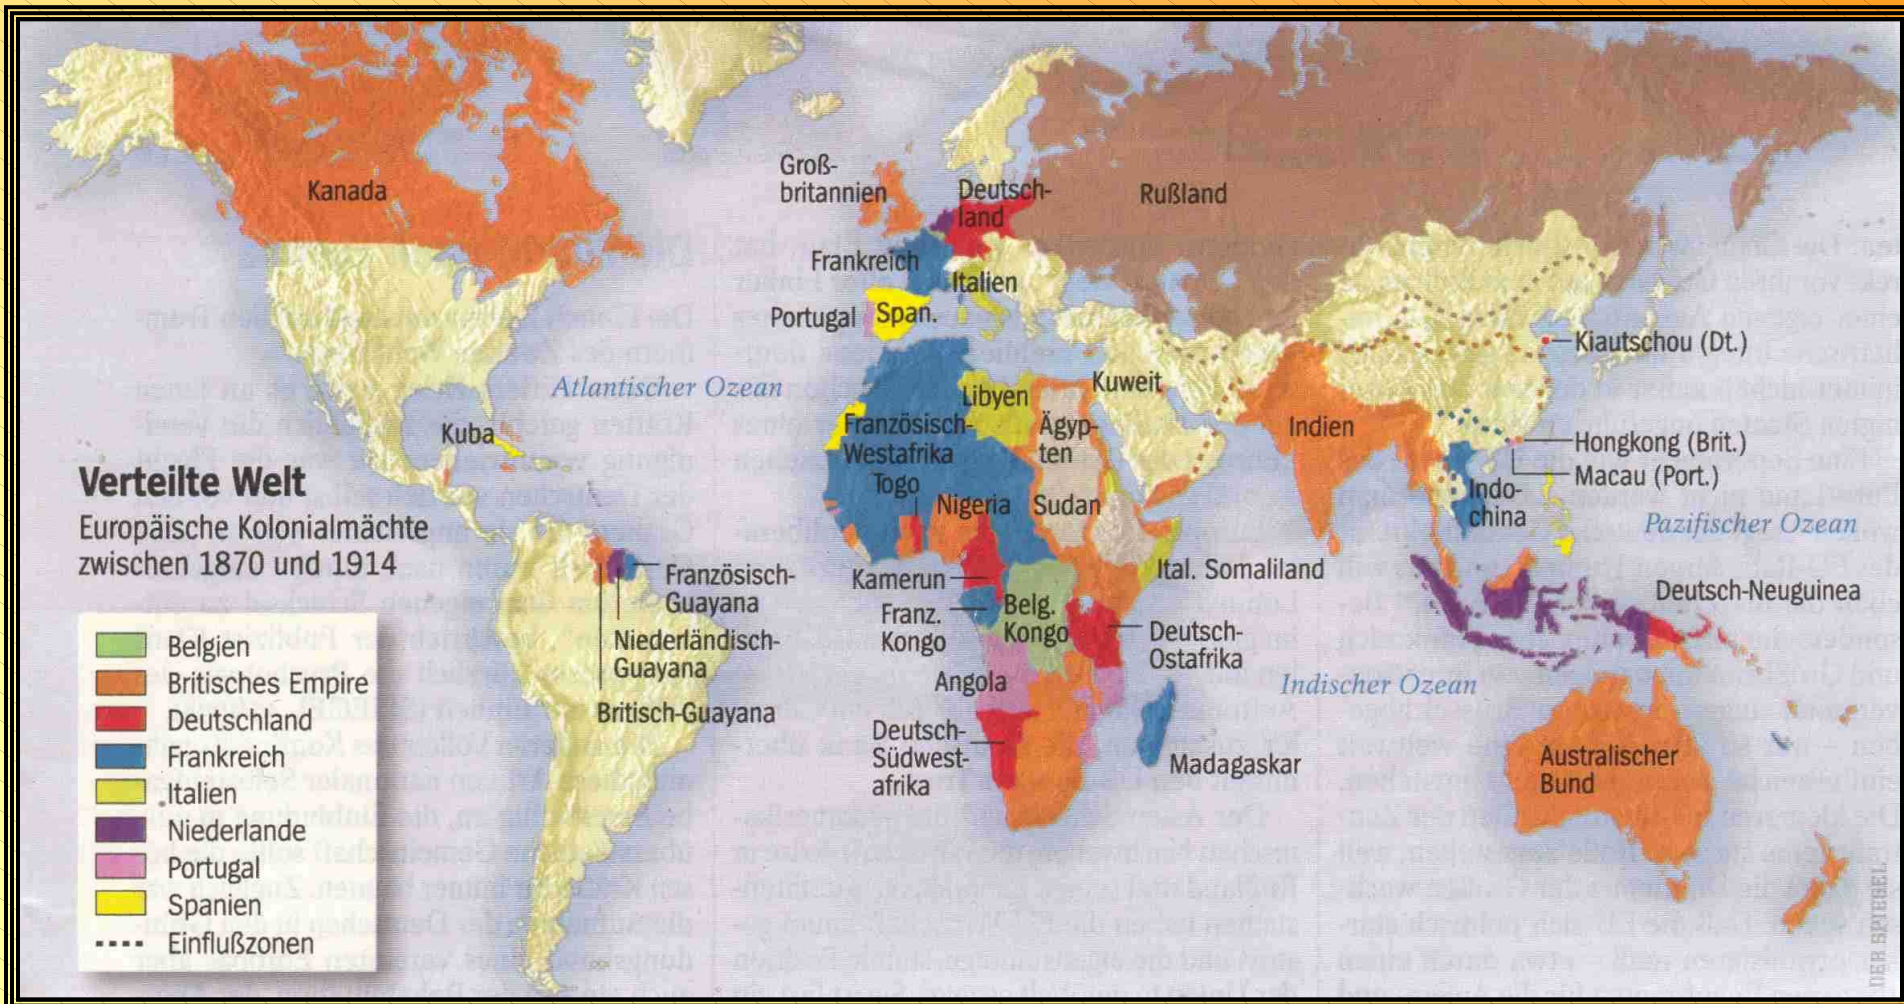 Kanada
Groß-
britannien
Deutsch-
land
Rußland
Frankreich
Italien
Portugal
Span.
Atlantischer Ozean
Libyen
Kuweit
Kiautschou (Dt.)
Kuba
Französisch-
Westafrika
Ägyp-
ten
Indien
Hongkong (Brit.)
Macau (Port.)
Togo
Nigeria
Sudan
Indo-
china
Pazifischer Ozean
Verteilte Welt
Europäische Kolonialmächte
zwischen 1870 und 1914
Französisch-
Guayana
Niederländisch-
Guayana
Britisch-Guayana
Kamerun
Franz.
Kongo
Belg.
Kongo
Ital. Somaliland
Deutsch-
Ostafrika
Deutsch-Neuguinea
Angola
Indischer Ozean
Deutsch-
Südwest-
afrika
Madagaskar
Australischer
Bund
Belgien
Britisches Empire
Deutschland
Frankreich
Italien
Niederlande
Portugal
Spanien
Einflußzonen
DER SPIEGEL